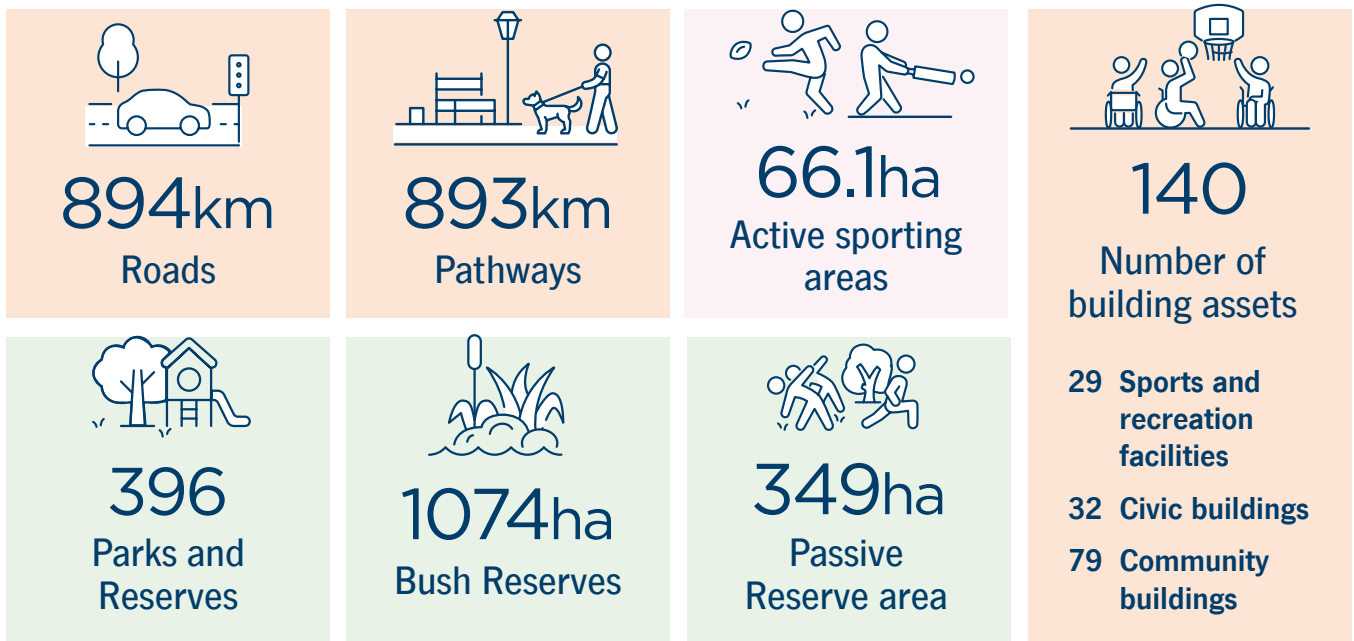 894km
Roads
893km
Pathways
66.1ha
Active sporting
areas
140
Number of
building assets
29 Sports and
recreation
facilities
32 Civic buildings
79 Community
buildings
396
Parks and
Reserves
1074ha
Bush Reserves
349ha
Passive
Reserve area